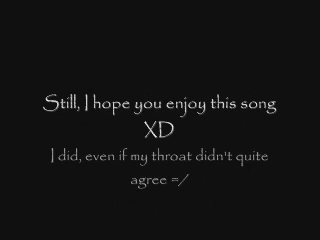 Still, I hope you enjoy this song
XD
I did, even if my throat didn't quite
agree =/